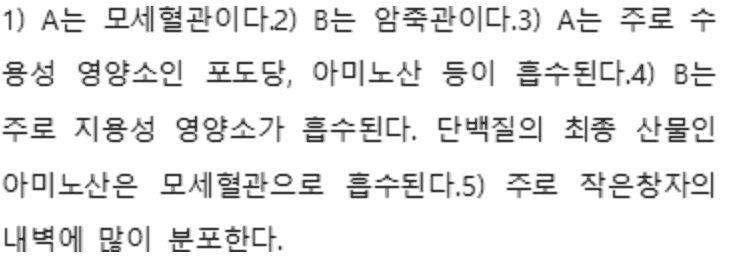 1) A는 모세혈관이다.2) B는 암죽관이다.3) A는 주로 수
용성 영양소인 포도당, 아미노산 등이 흡수된다.4) B는
주로 지용성 영양소가 흡수된다. 단백질의 최종 산물인
아미노산은 모세혈관으로 흡수된다.5) 주로 작은창자의
내벽에 많이 분포한다.